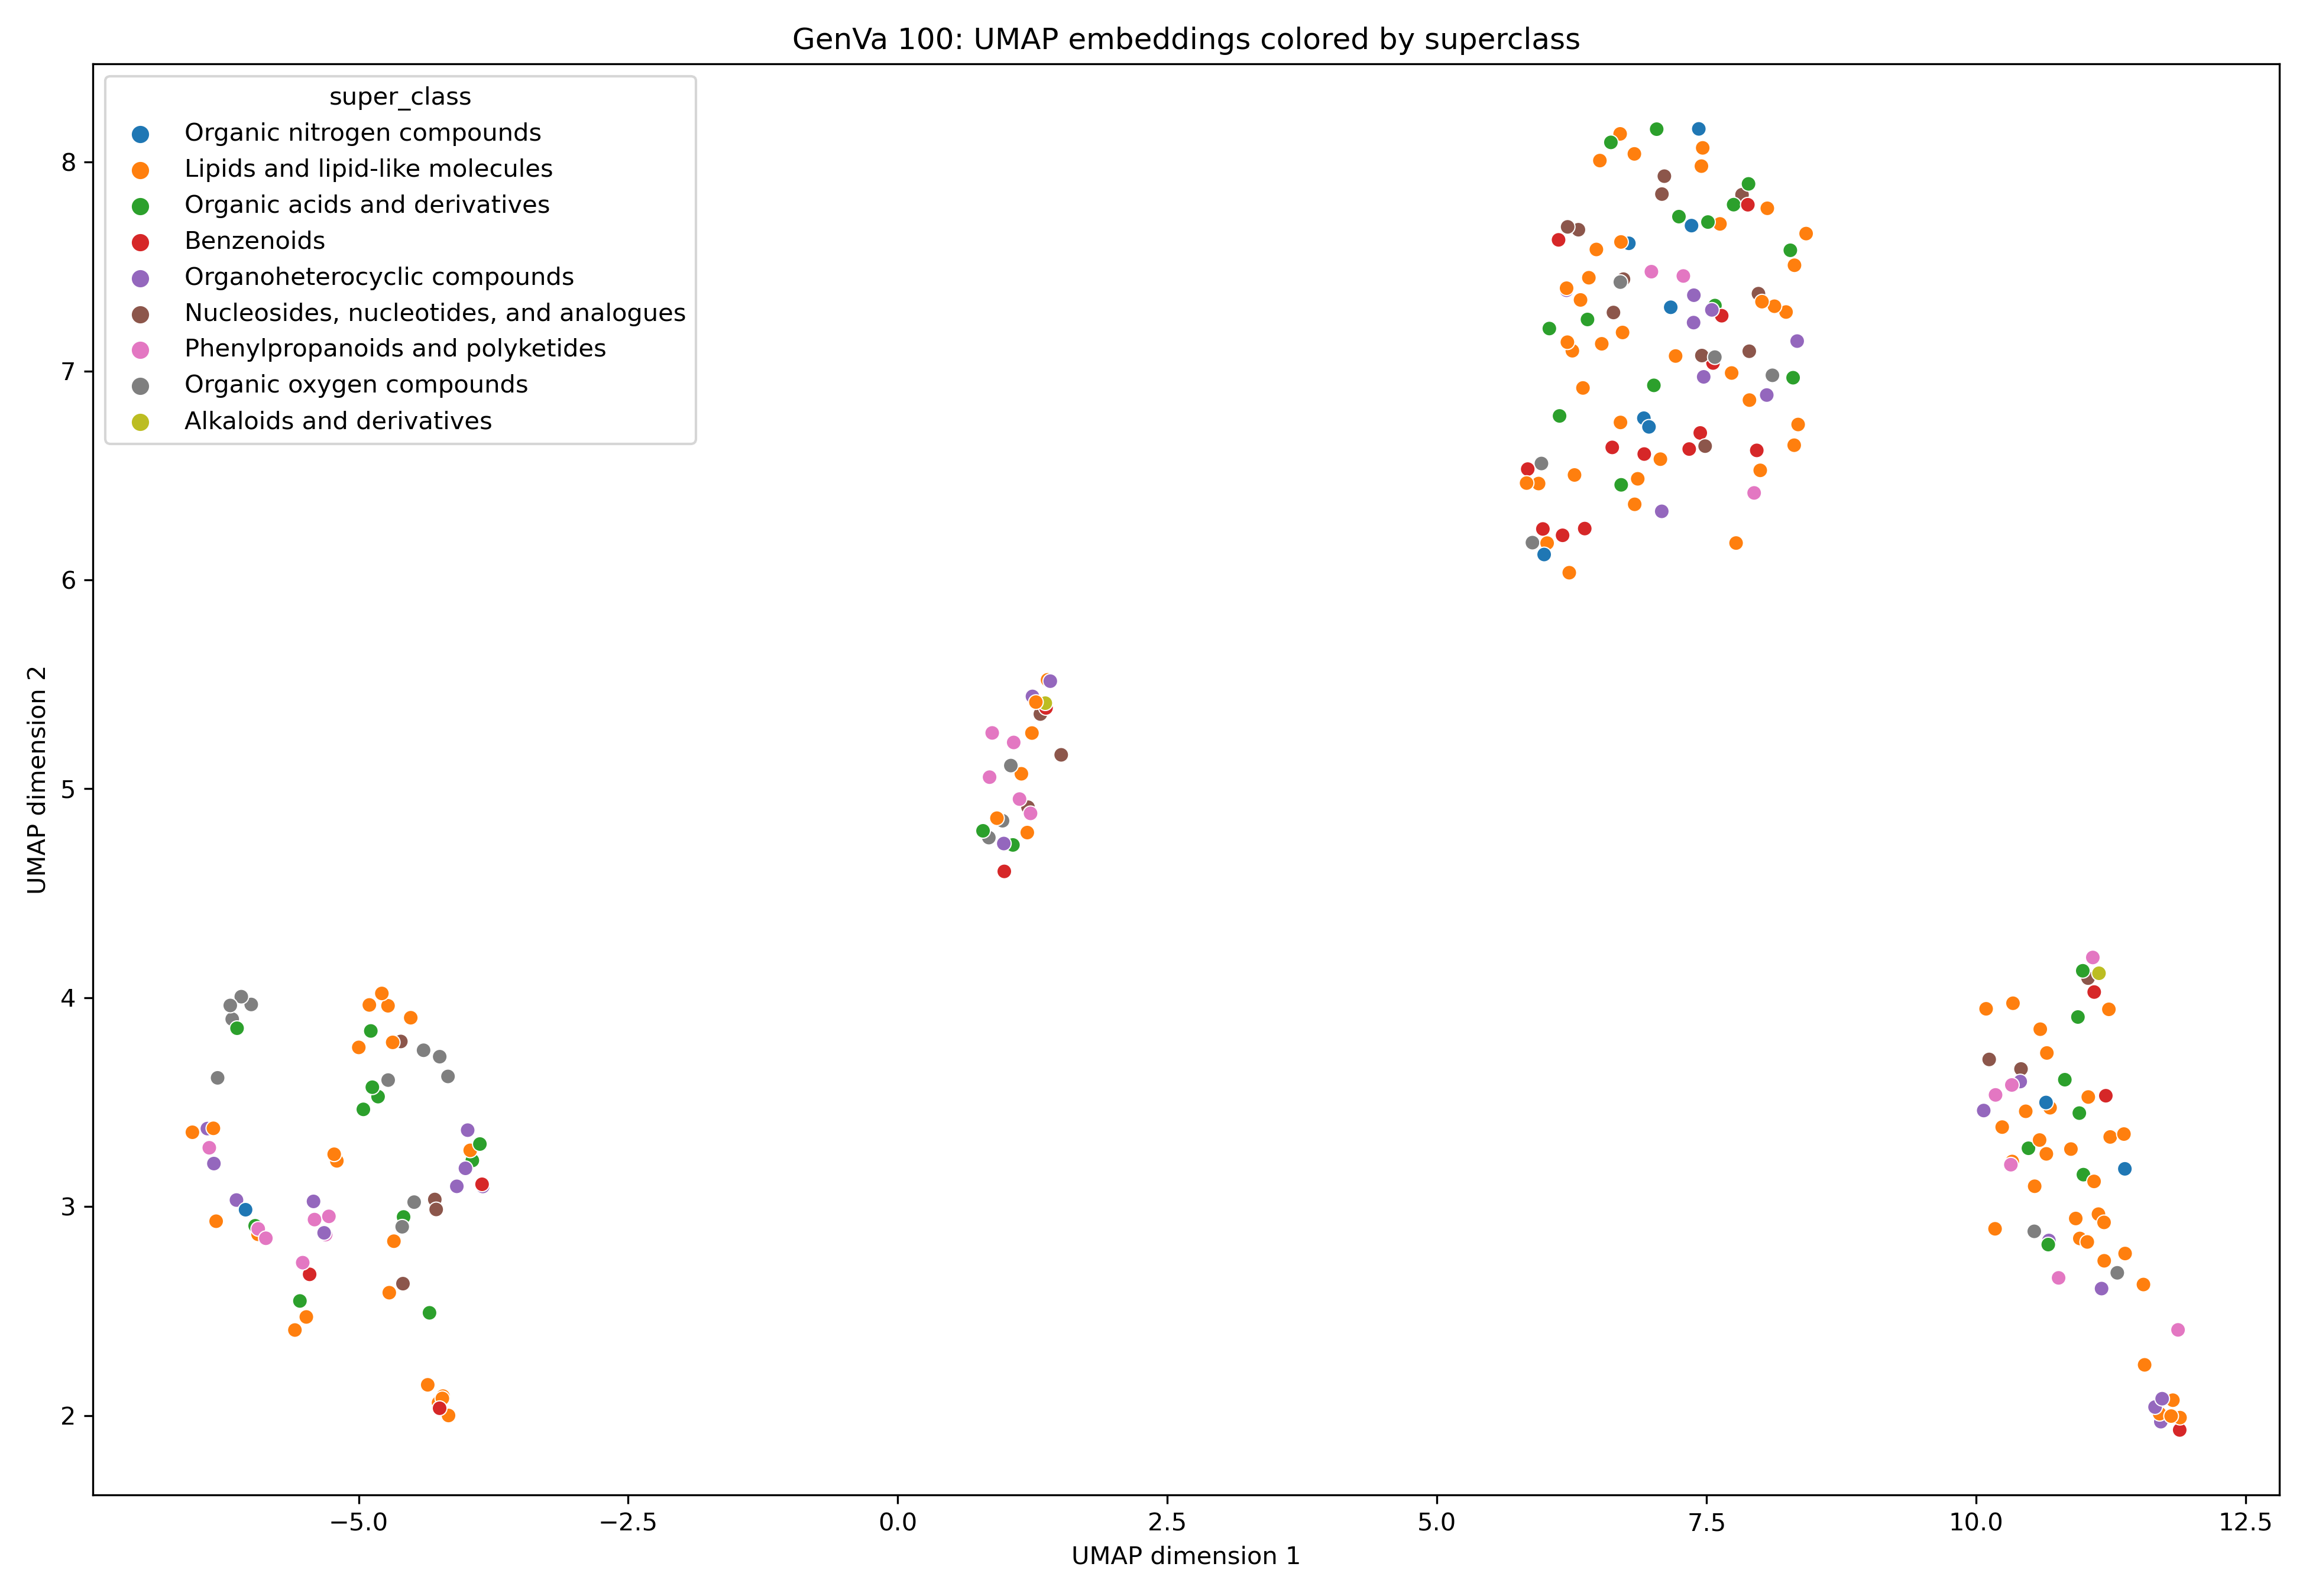 GenVa 100: UMAP embeddings colored by superclass
super_class
Organic nitrogen compounds
Lipids and lipid-like molecules
Organic acids and derivatives
Benzenoids
Organoheterocyclic compounds
Nucleosides, nucleotides, and analogues
Phenylpropanoids and polyketides
Organic oxygen compounds
Alkaloids and derivatives
UMAP dimension 2
8
7
6
5
4
3
2
−5.0 −2.5 0.0 2.5 5.0 7.5 10.0 12.5
UMAP dimension 1